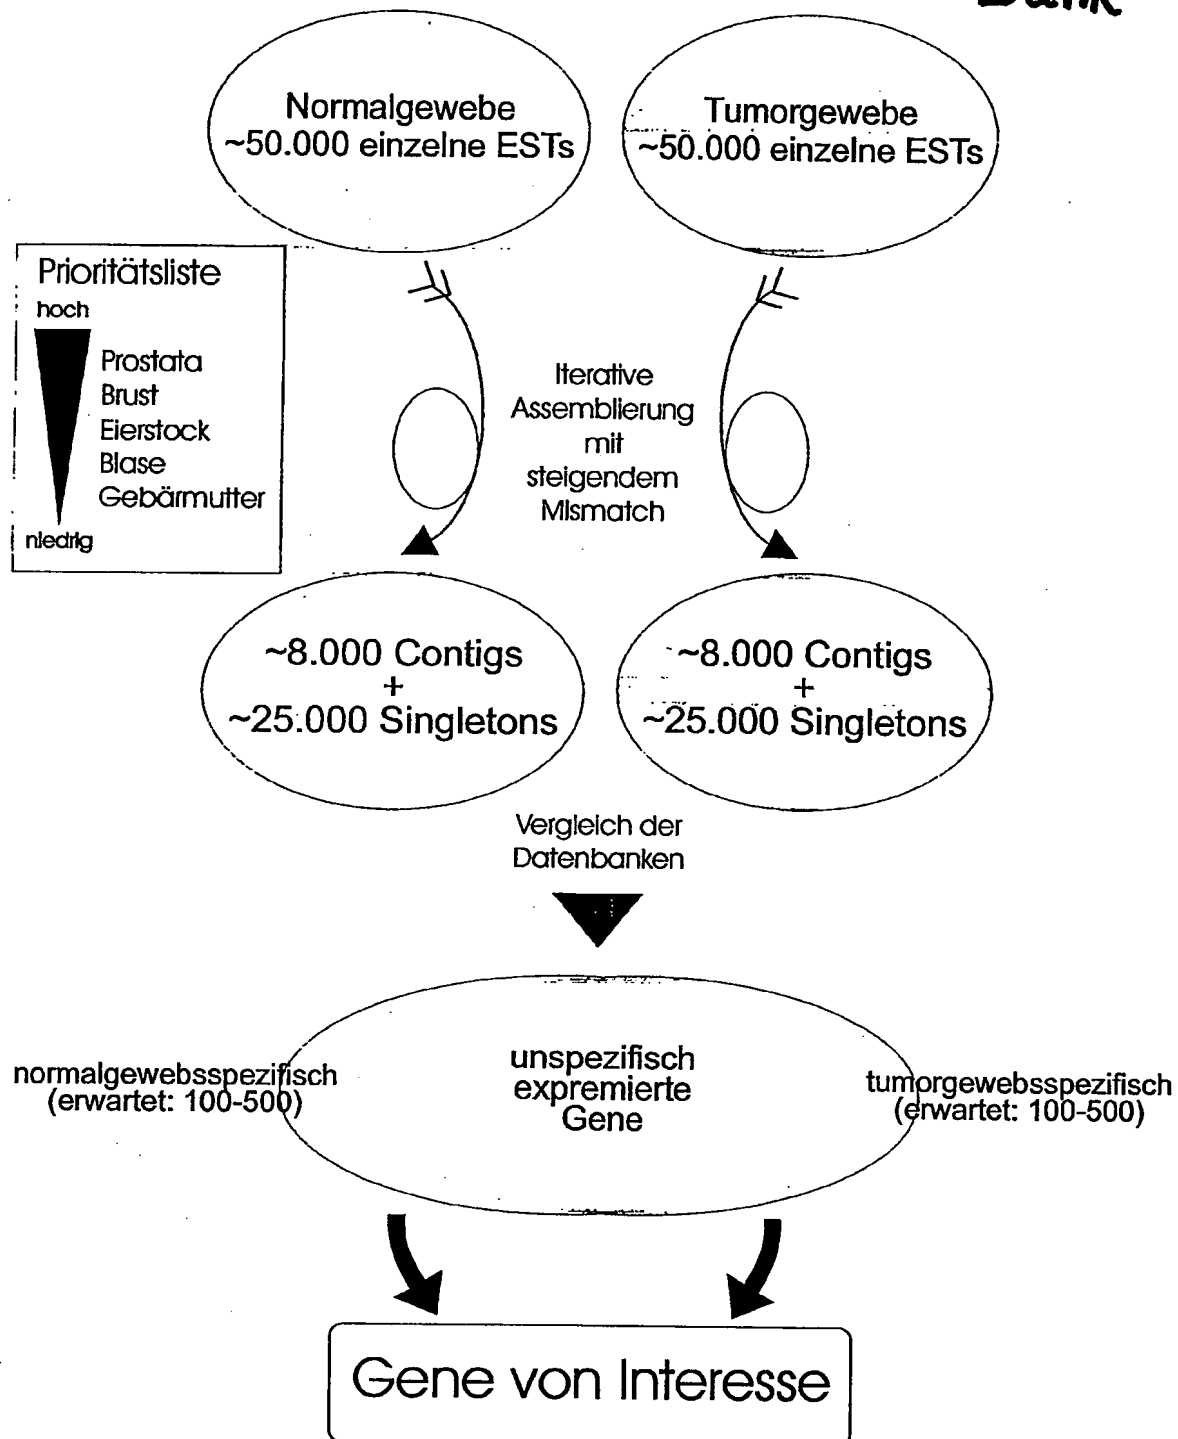 Bank
Normalgewebe
~50.000 einzelne ESTs
Tumorgewebe
~50.000 einzelne ESTs
Prioritätsliste
hoch
Prostata
Brust
Eierstock
Blase
Gebärmutter
niedrig
Iterative
Assemblierung
mit
steigendem
Mismatch
~8.000 Contigs
+
~25.000 Singletons
~8.000 Contigs
+
~25.000 Singletons
Vergleich der
Datenbanken
normalgewebsspezifisch
(erwartet: 100-500)
unspezifisch
expremierte
Gene
tumorgewebsspezifisch
(erwartet: 100-500)
Gene von Interesse